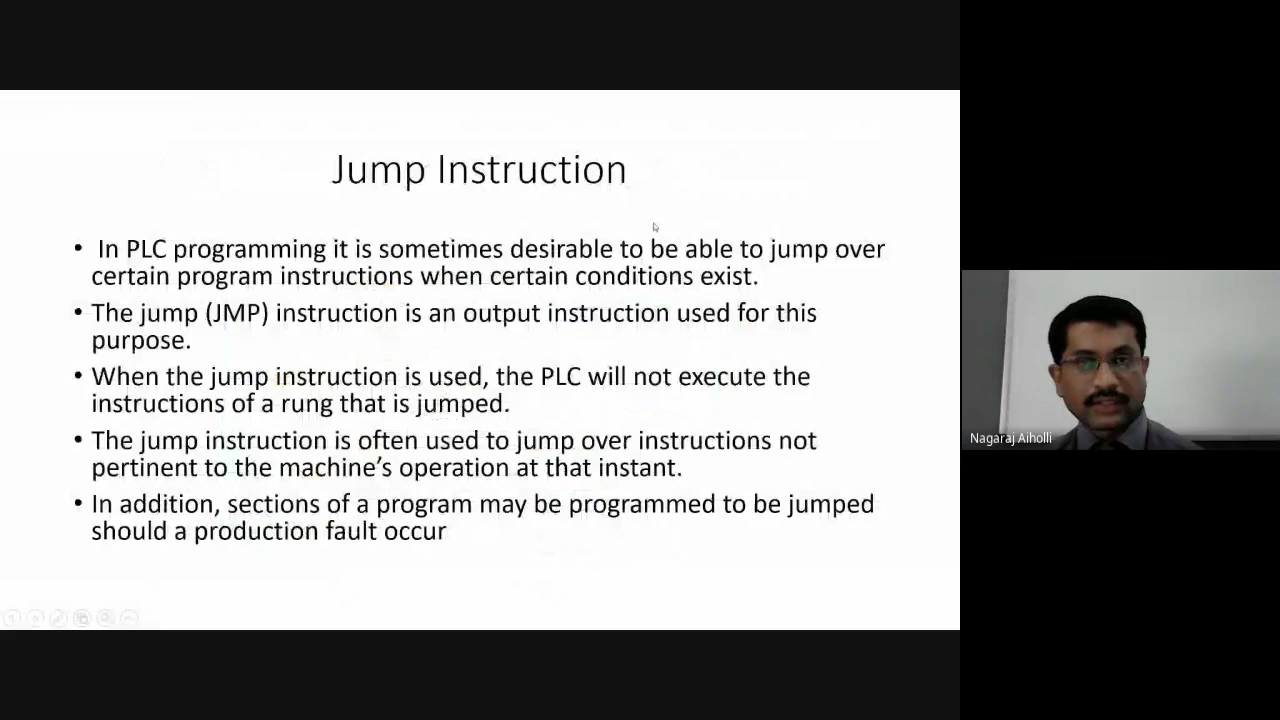 Jump Instruction
• In PLC programming it is sometimes desirable to be able to jump over
certain program instructions when certain conditions exist.
• The jump (JMP) instruction is an output instruction used for this
purpose.
• When the jump instruction is used, the PLC will not execute the
instructions of a rung that is jumped.
• The jump instruction is often used to jump over instructions not
pertinent to the machine’s operation at that instant.
• In addition, sections of a program may be programmed to be jumped
should a production fault occur
Nagaraj Aiholli